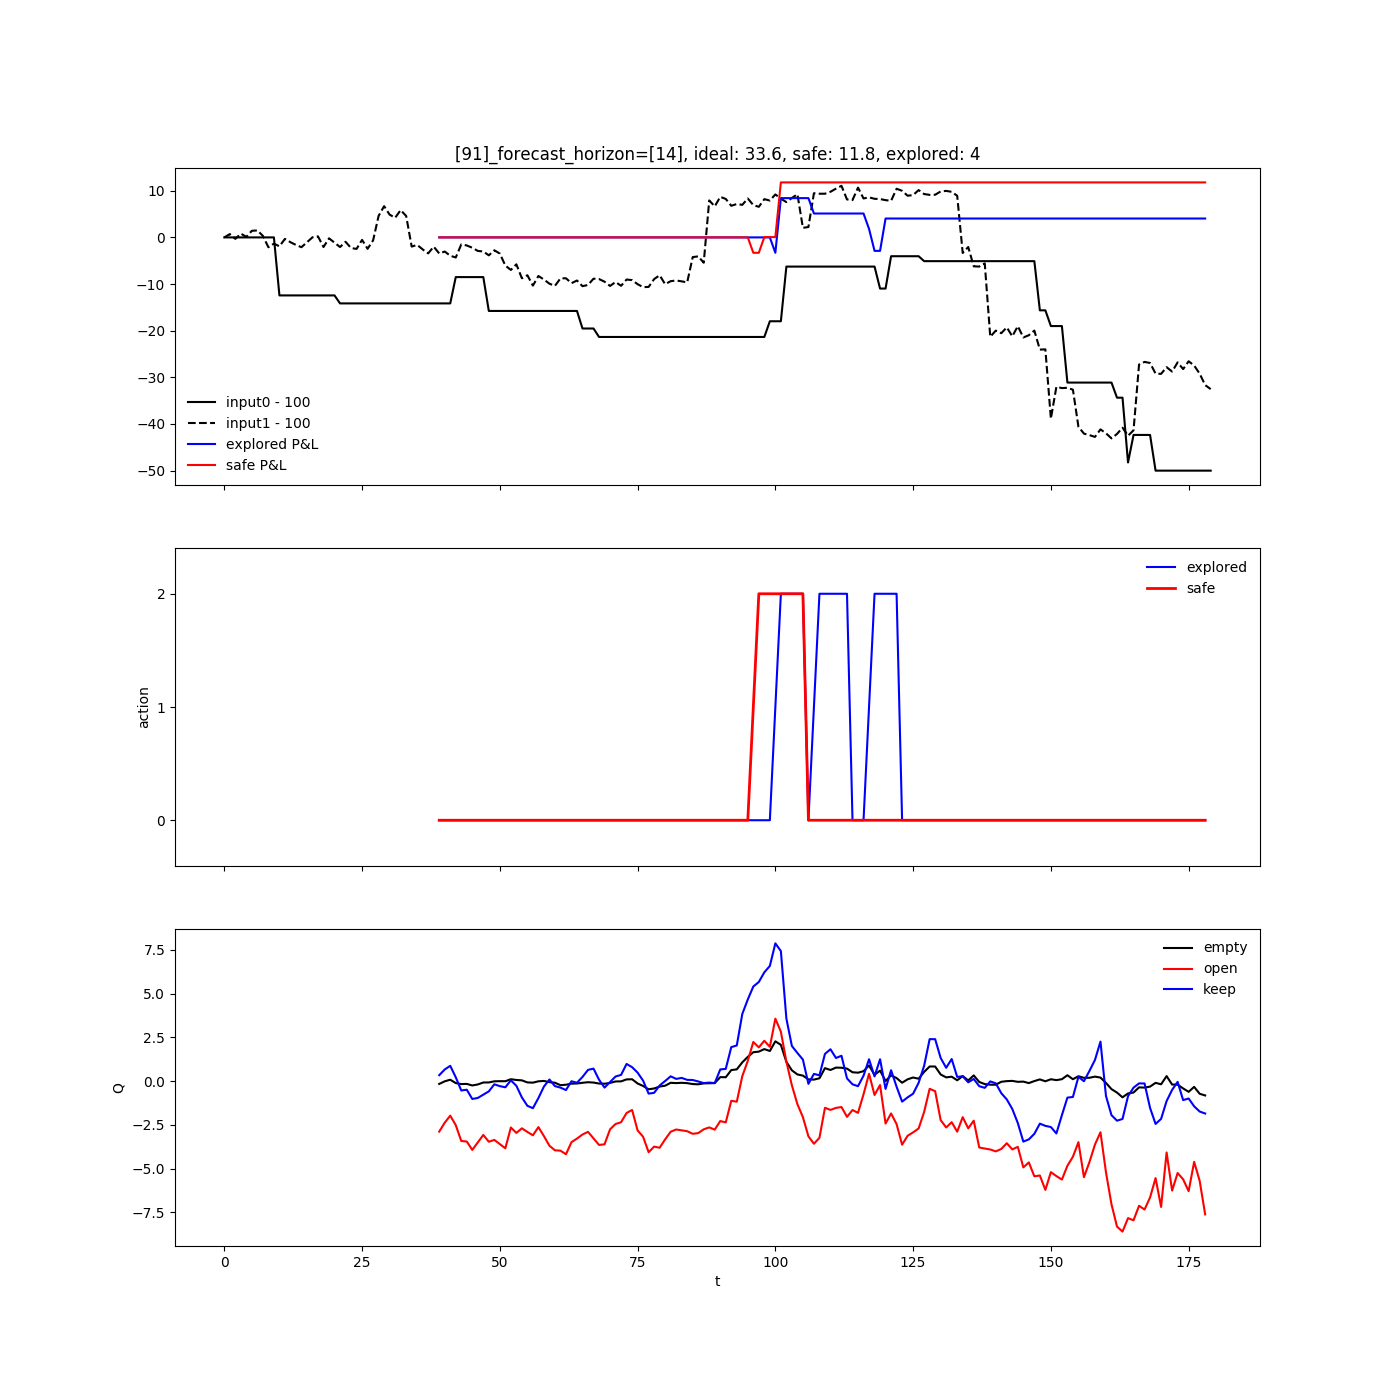 [91]_forecast_horizon=[14], ideal: 33.6, safe: 11.8, explored: 4
10
0
−10
−20
−30
−40
−50
input0 - 100
input1 - 100
explored P&L
safe P&L
explored
safe
2
1
0
action
empty
open
keep
7.5
5.0
2.5
0.0
−2.5
−5.0
−7.5
Q
0 25 50 75 100 125 150 175
t